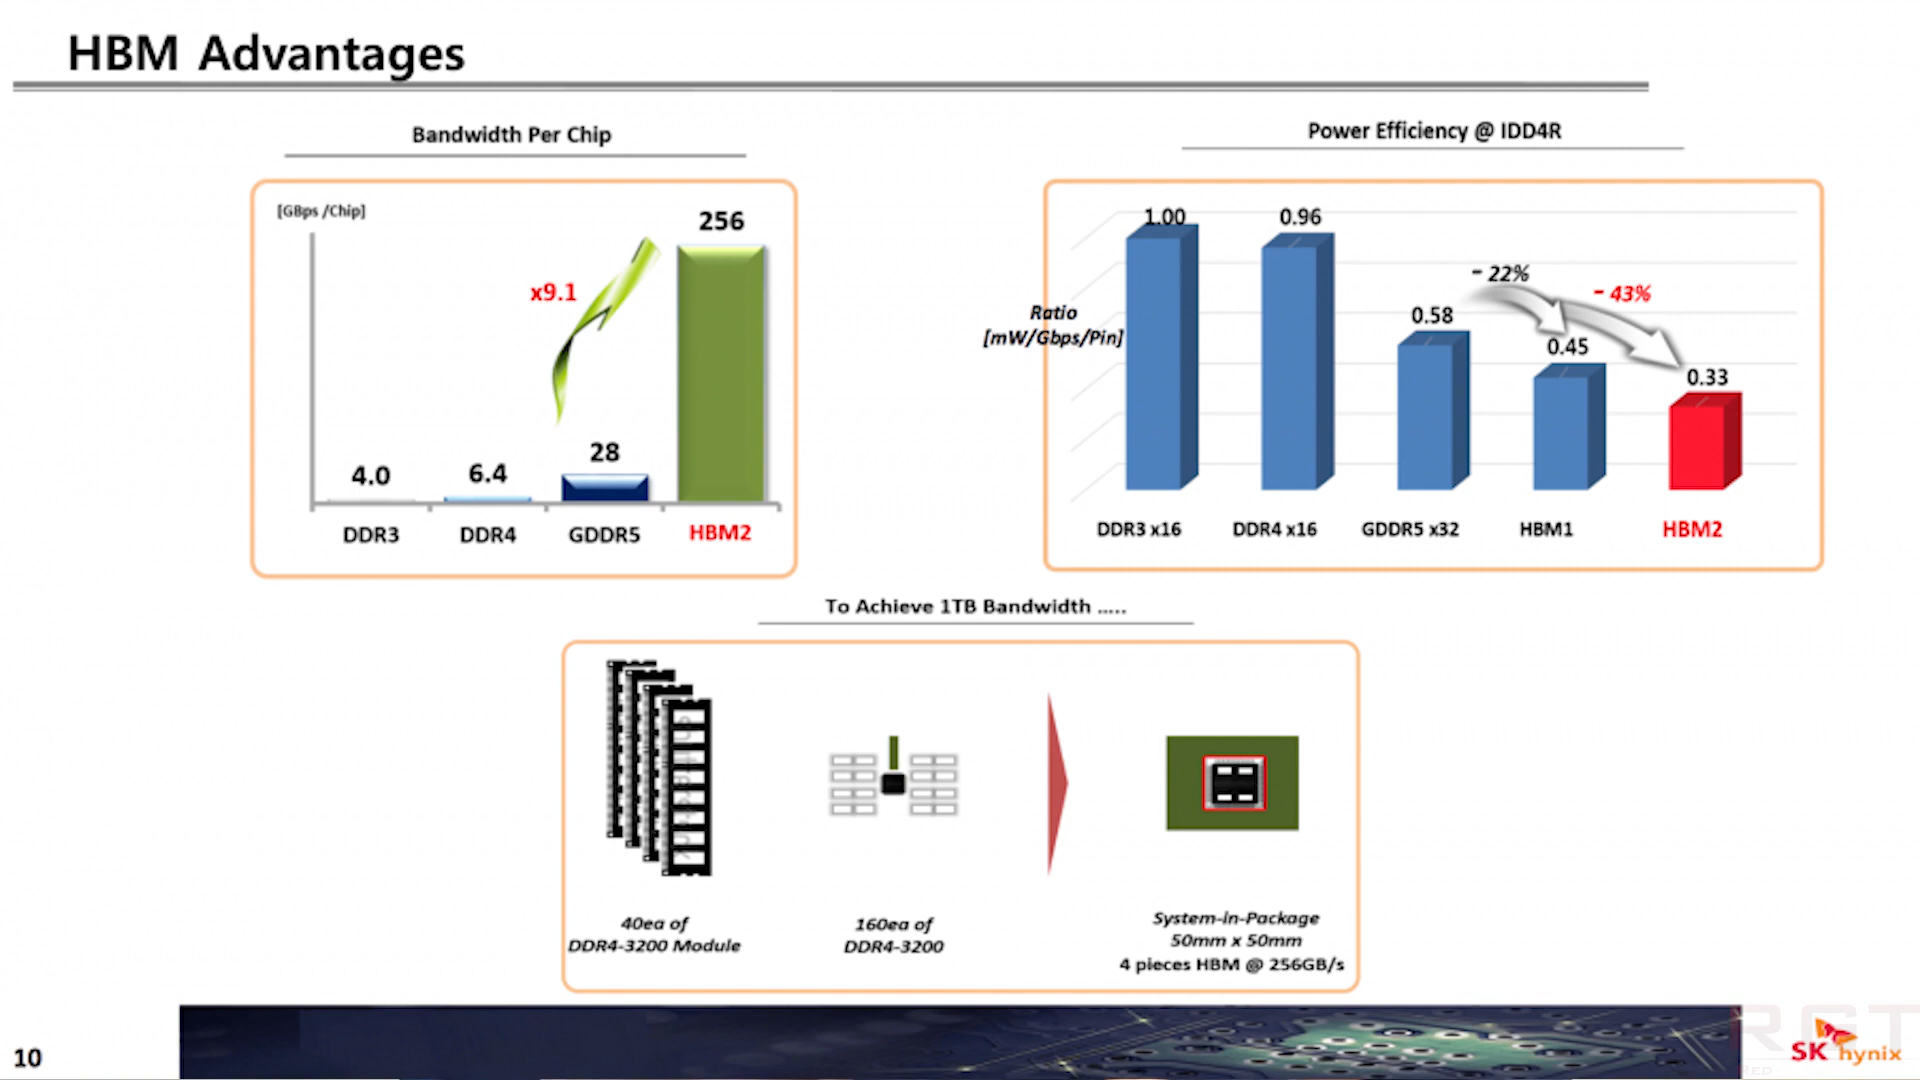 HBM Advantages
Bandwidth Per Chip
[GBps /Chip]
256
x9.1
28
4.0
6.4
DDR3
DDR4
GDDR5
HBM2
Power Efficiency @ IDD4R
1.00
0.96
- 22%
- 43%
Ratio
[mW/Gbps/Pin]
0.58
0.45
0.33
DDR3 x16
DDR4 x16
GDDR5 x32
HBM1
HBM2
To Achieve 1TB Bandwidth .....
40ea of
DDR4-3200 Module
160ea of
DDR4-3200
System-in-Package
50mm x 50mm
4 pieces HBM @ 256GB/s
10
RGT
SK hynix